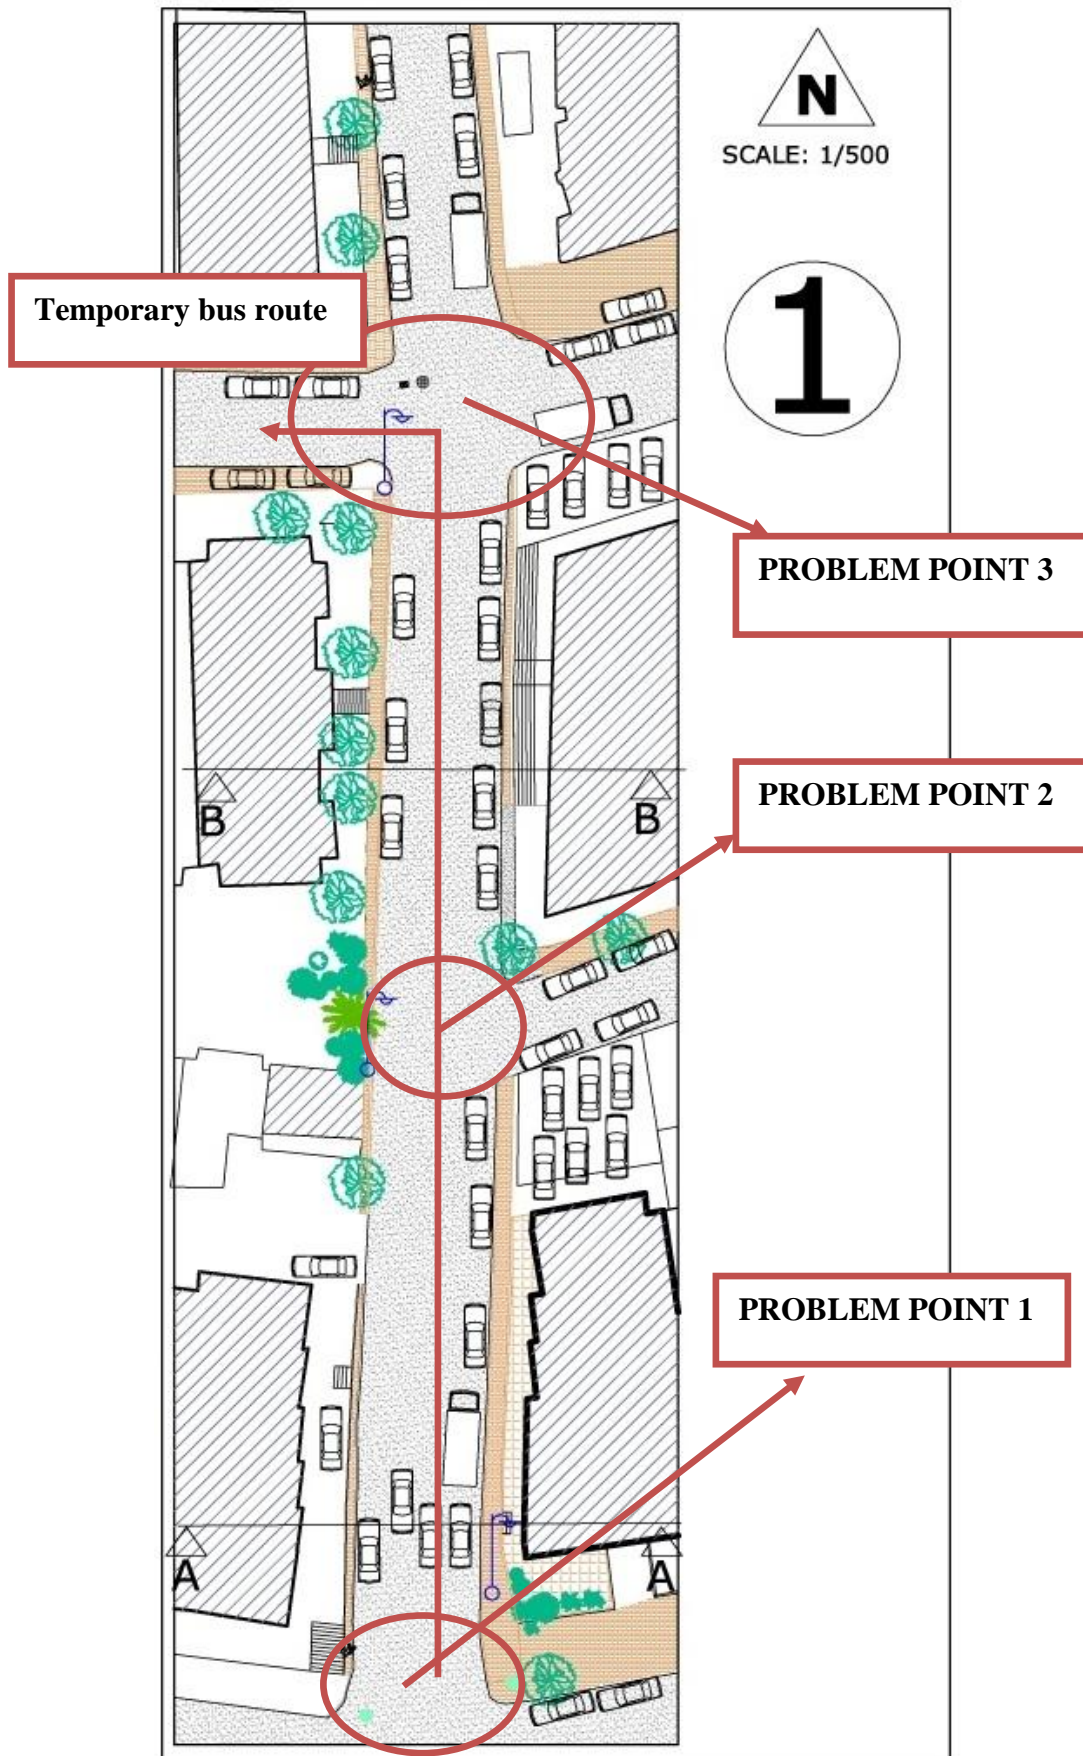 N
SCALE: 1/500
1
Temporary bus route
PROBLEM POINT 3
PROBLEM POINT 2
B
B
PROBLEM POINT 1
A
A